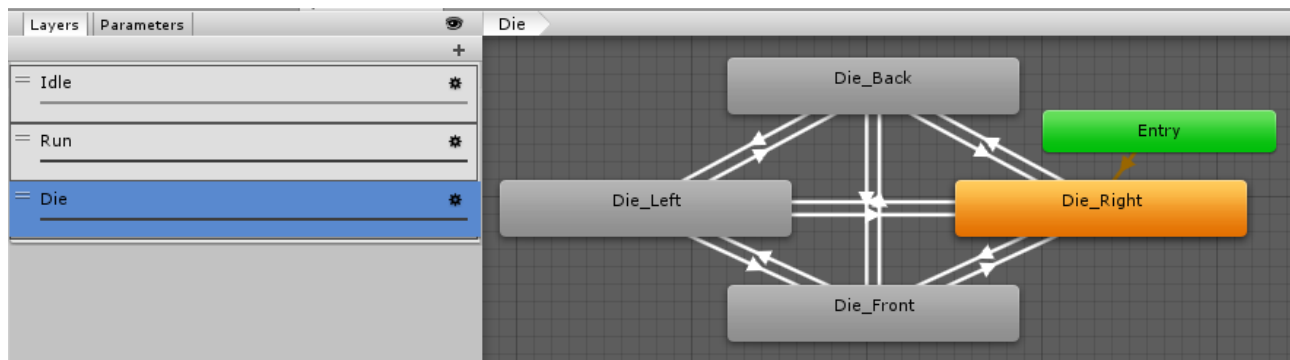 Layers Parameters
Die
+
Idle
Run
Die
Die_Back
Entry
Die_Left
Die_Right
Die_Front